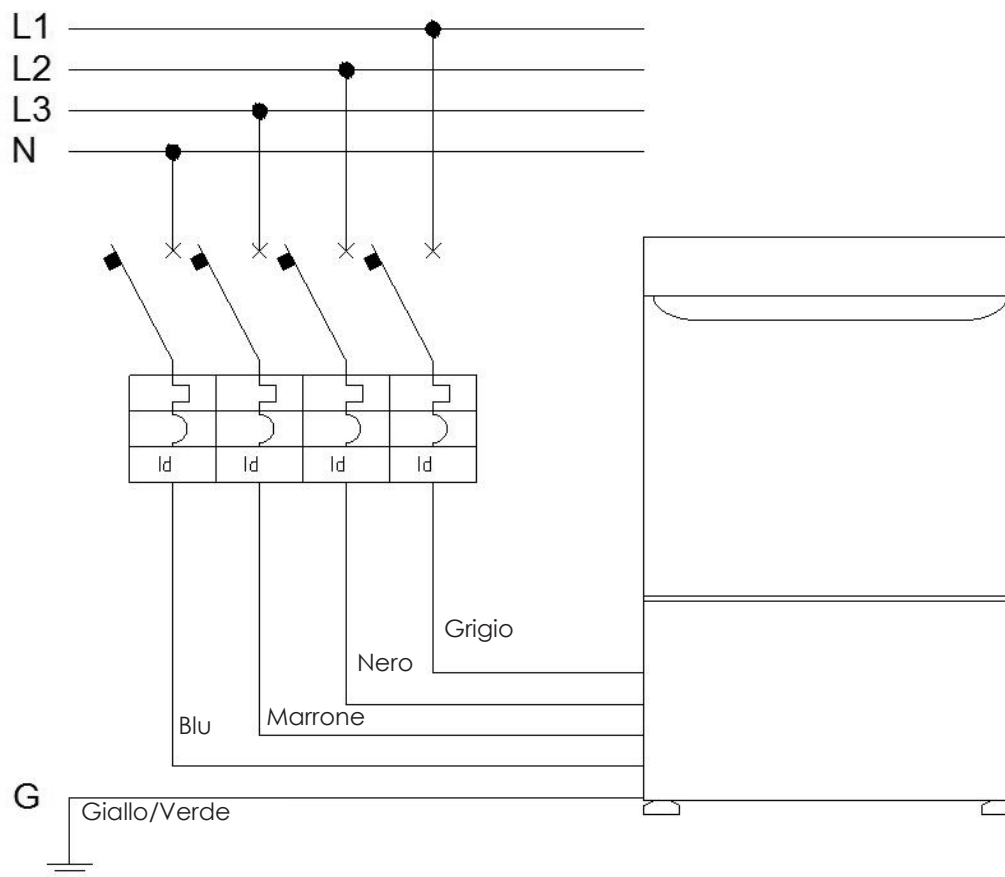 L1
L2
L3
N
Id Id Id Id
Grigio
Nero
Marrone
Blu
G
Giallo/Verde